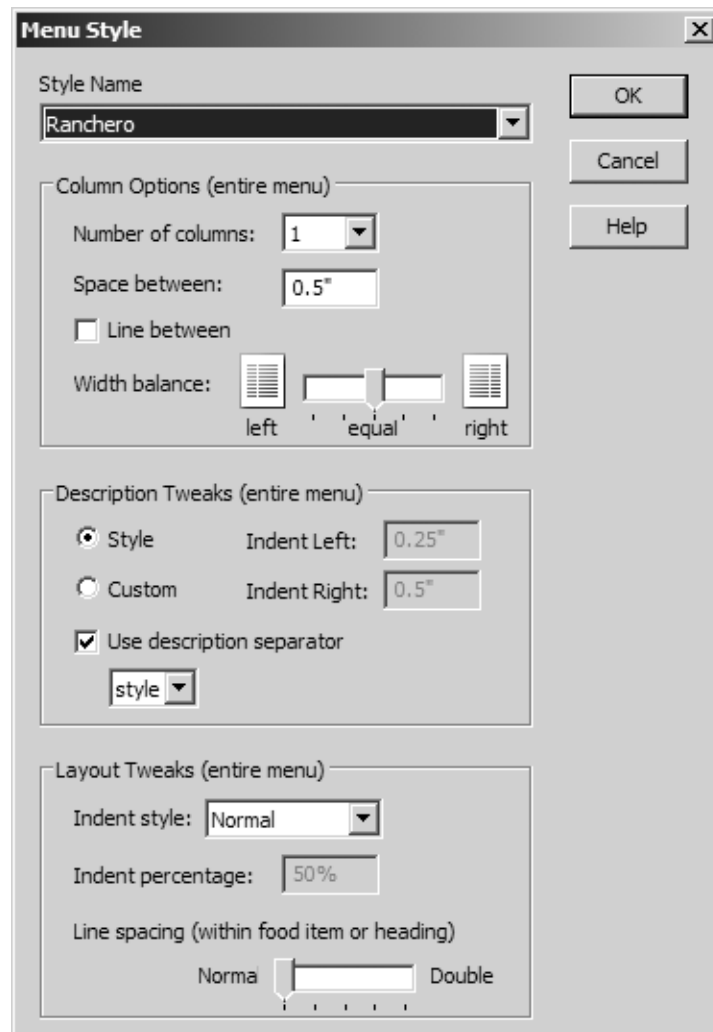 Menu Style
Style Name
OK
Ranchero
Cancel
Column Options (entire menu)
Help
Number of columns: 1
Space between: 0.5"
Line between
Width balance:
left equal right
Description Tweaks (entire menu)
Style Indent Left: 0.25"
Custom Indent Right: 0.5"
Use description separator
style
Layout Tweaks (entire menu)
Indent style: Normal
Indent percentage: 50%
Line spacing (within food item or heading)
Normal Double